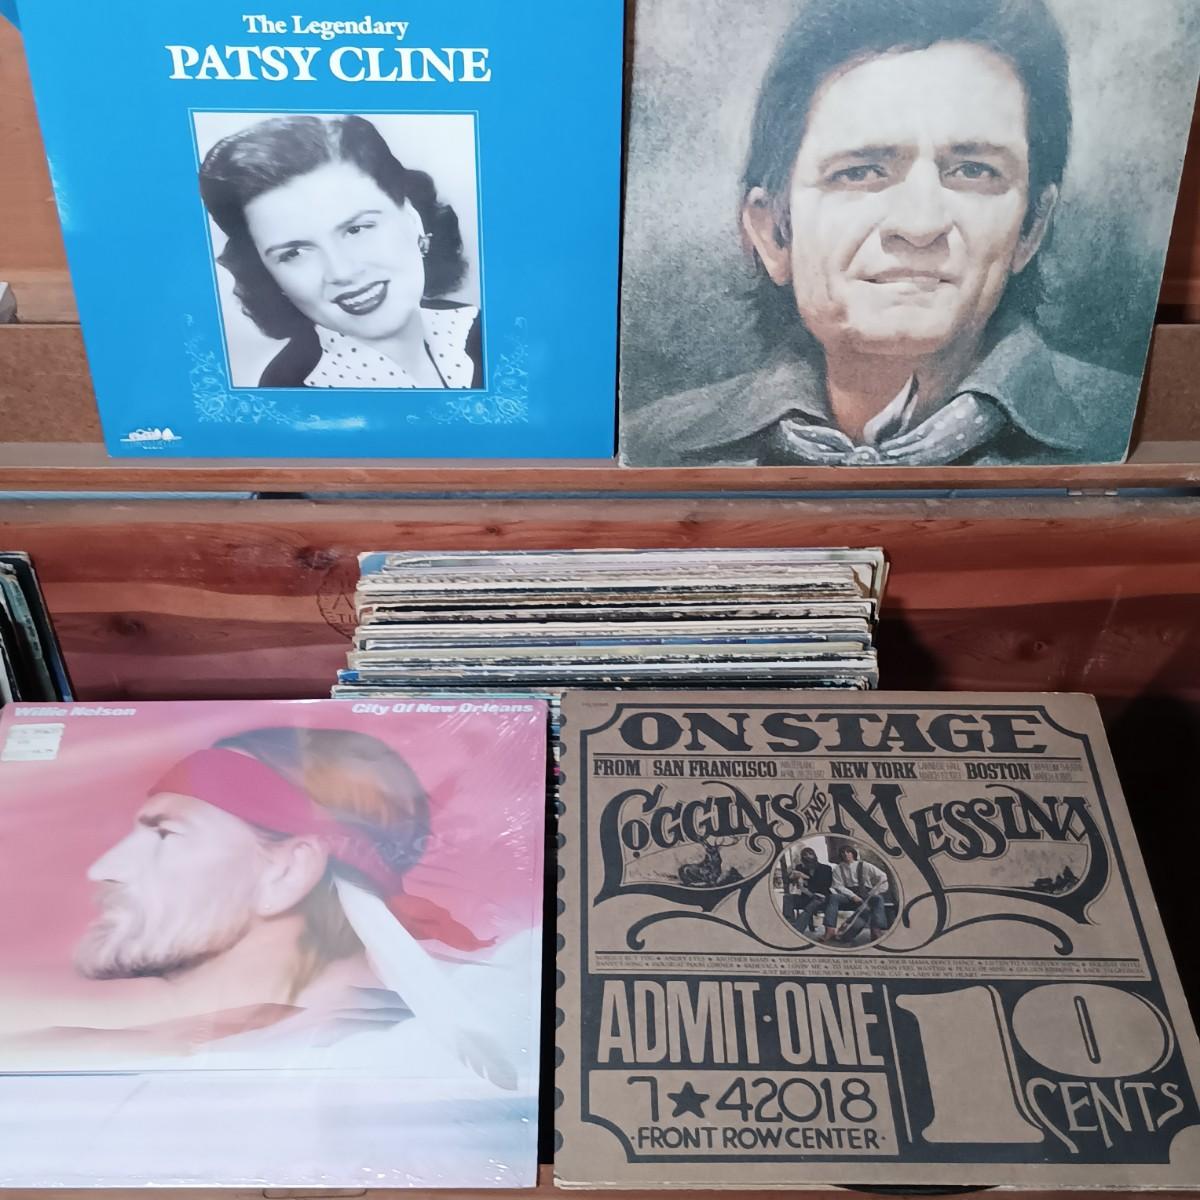 The Legendary
PATSY CLINE
Willie Nelson
City Of New Orleans
ON STAGE
FROM SAN FRANCISCO NEW YORK BOSTON
LOGGINS AND MESSINA
ADMIT·ONE
7★42018
·FRONT ROW CENTER·
10
CENTS